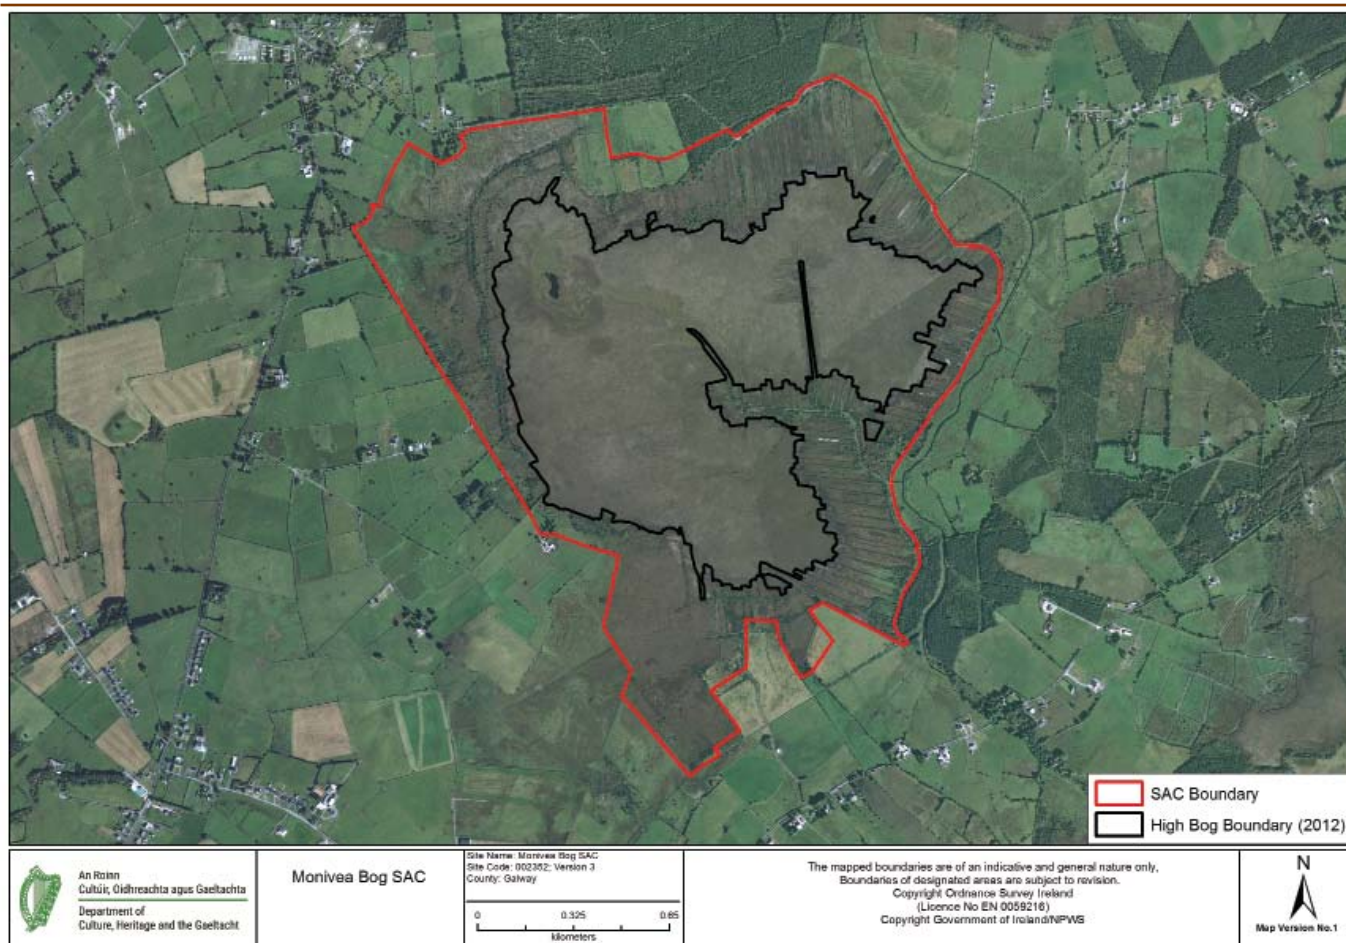 SAC Boundary
High Bog Boundary (2012)
An Roinn
Cultúir, Oidhreachta agus Gaeltachta
Department of
Culture, Heritage and the Gaeltacht
Monivea Bog SAC
Site Name: Monivea Bog SAC
Site Code: 002352; Version 3
County: Galway
0 0.325 0.65
kilometers
The mapped boundaries are of an indicative and general nature only.
Boundaries of designated areas are subject to revision.
Copyright Ordnance Survey Ireland
(Licence No EN 0059216)
Copyright Government of Ireland/NPWS
N
Map Version No.1